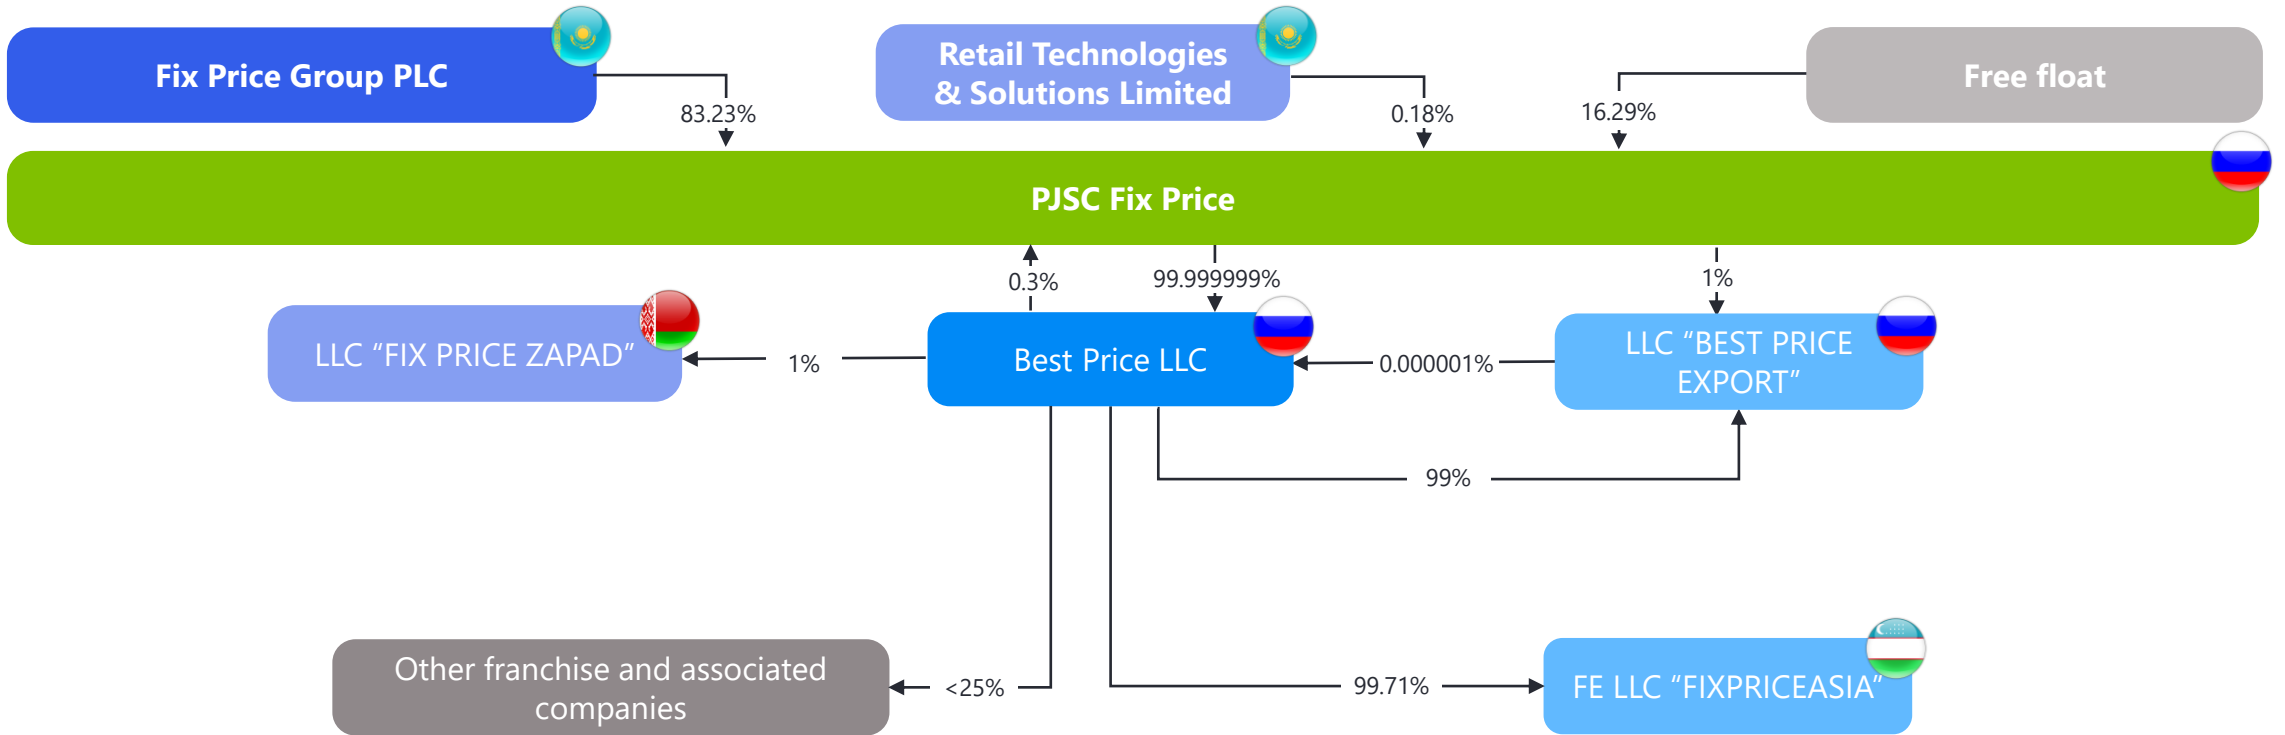 Fix Price Group PLC
Retail Technologies
& Solutions Limited
Free float
83.23%
0.18%
16.29%
PJSC Fix Price
0.3%
99.999999%
1%
LLC “FIX PRICE ZAPAD”
1%
Best Price LLC
0.000001%
LLC “BEST PRICE
EXPORT”
99%
Other franchise and associated
companies
<25%
99.71%
FE LLC “FIXPRICEASIA”